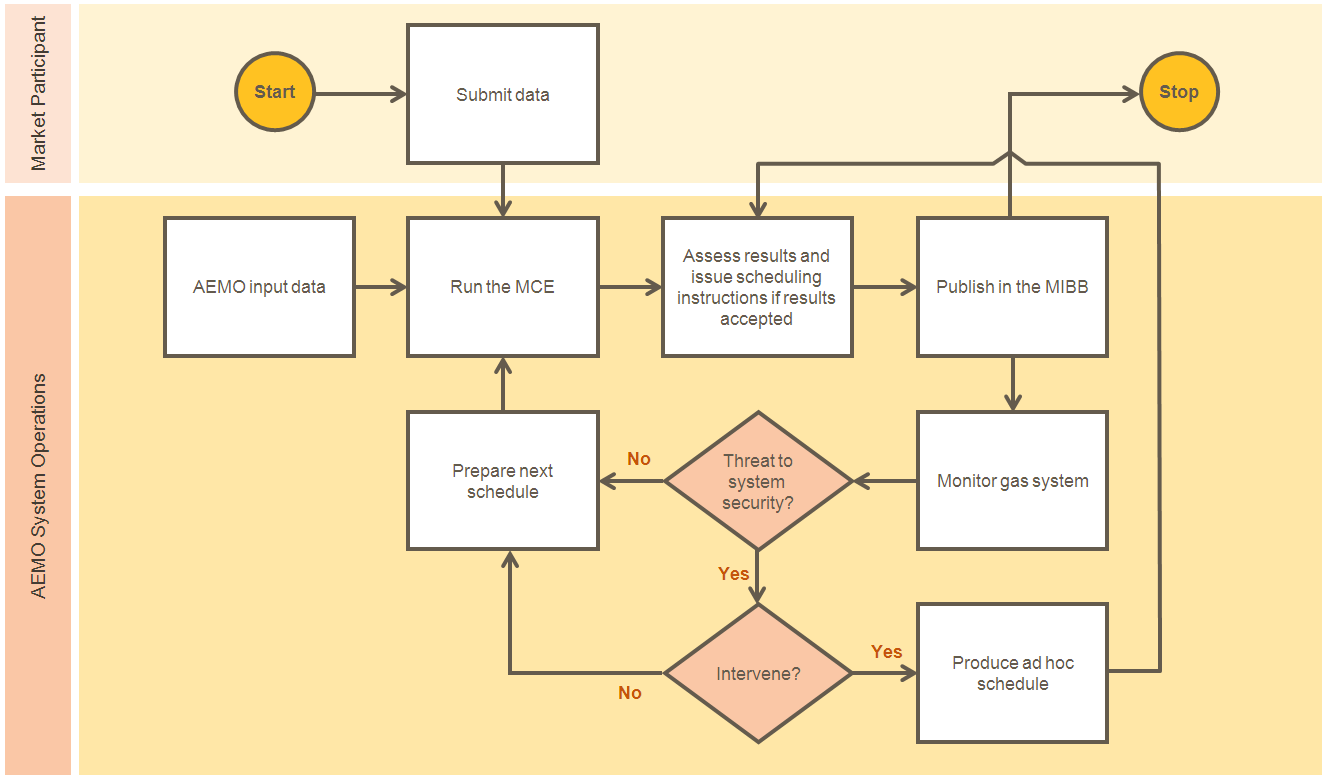 Market Participant
Start
Submit data
Stop
AEMO System Operations
AEMO input data
Run the MCE
Assess results and
issue scheduling
instructions if results
accepted
Publish in the MIBB
Prepare next
schedule
No
Threat to
system
security?
Monitor gas system
Yes
Intervene?
No
Yes
Produce ad hoc
schedule